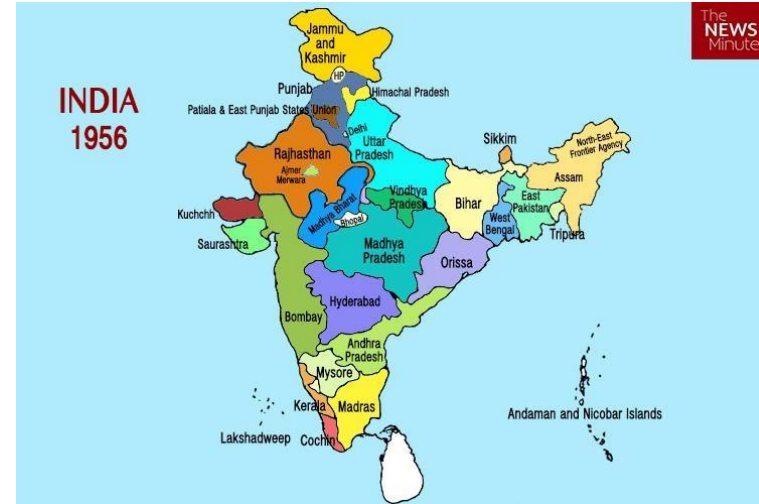 The
NEWS
Minute
INDIA
1956
Jammu
and
Kashmir
HP
Punjab
Himachal Pradesh
Patiala & East Punjab States Union
Delhi
Uttar
Pradesh
Rajhasthan
Ajmer
Merwara
Sikkim
North-East
Frontier Agency
Assam
Kuchchh
Madhya Bharat
Bhopal
Vindhya
Pradesh
Bihar
East
Pakistan
West
Bengal
Tripura
Saurashtra
Madhya
Pradesh
Orissa
Hyderabad
Bombay
Andhra
Pradesh
Mysore
Kerala
Madras
Andaman and Nicobar Islands
Lakshadweep
Cochin